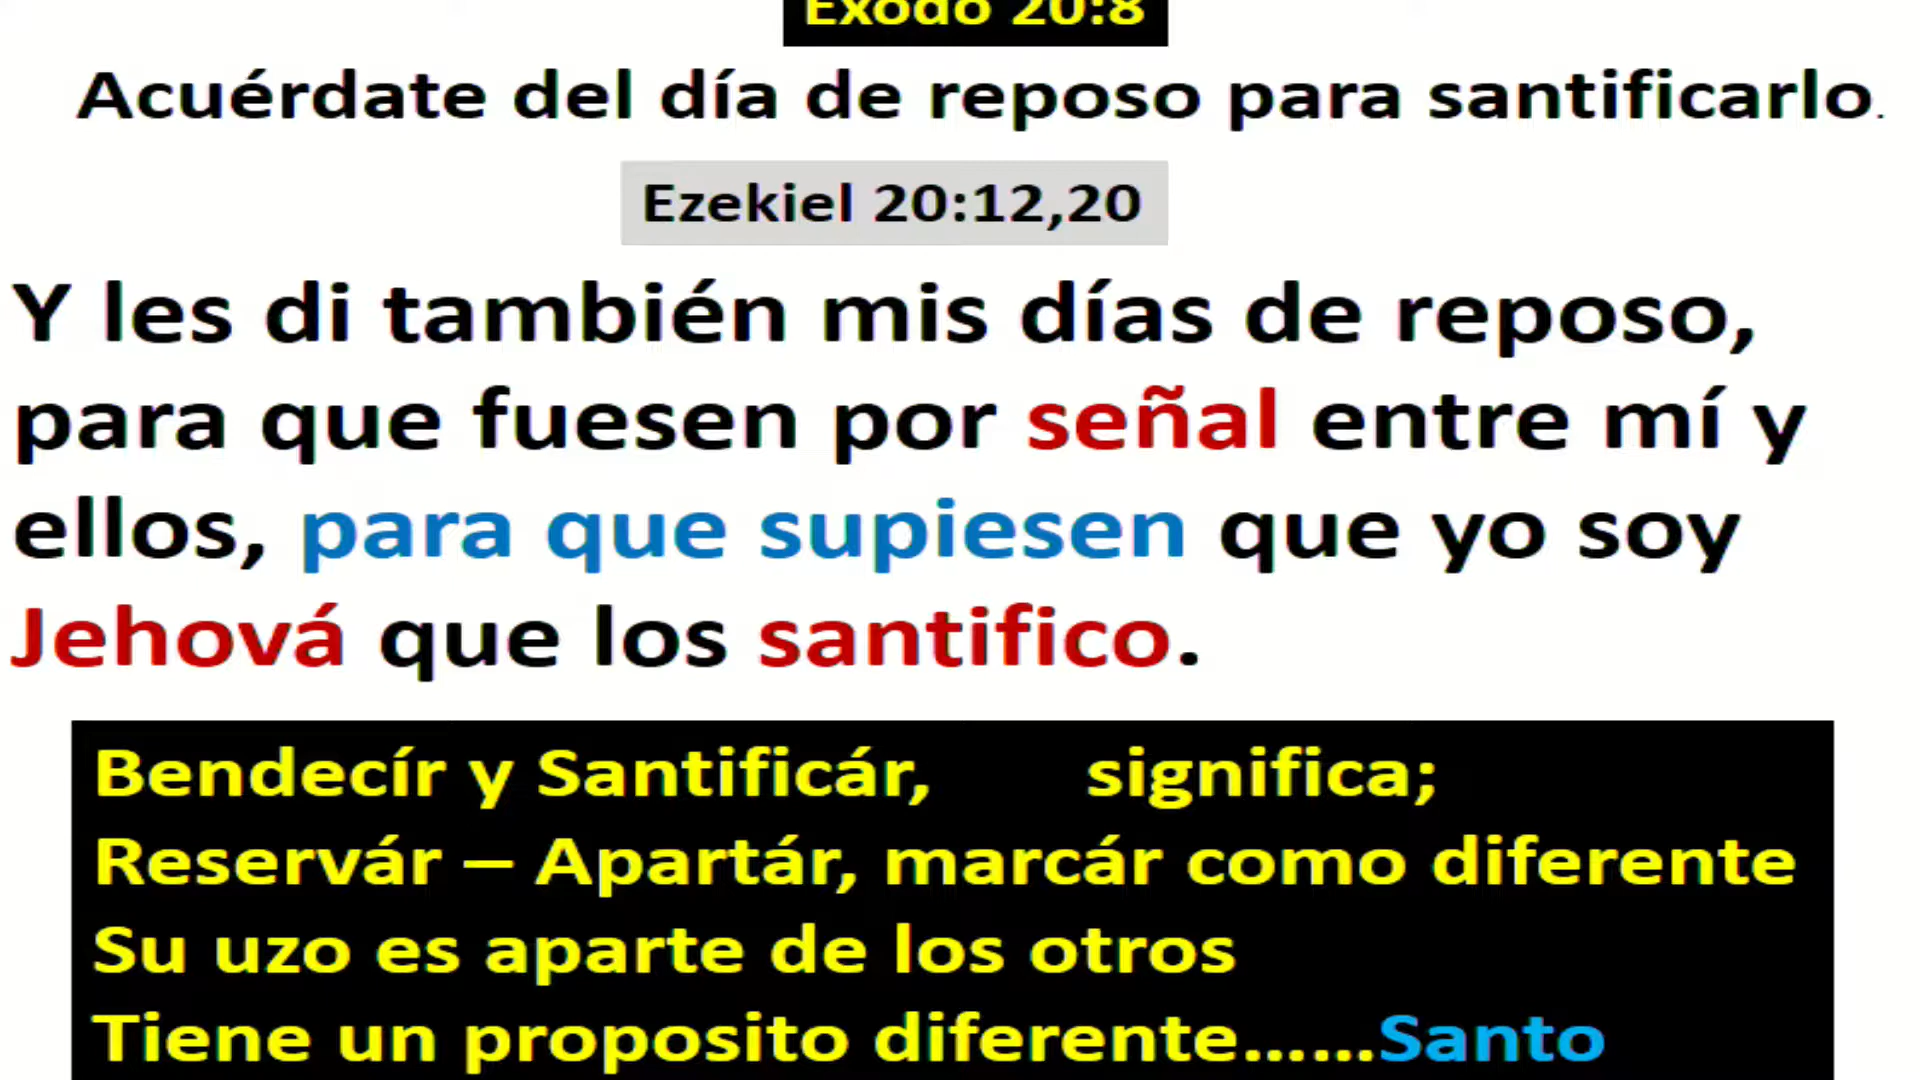 Exodo 20:8
Acuérdate del día de reposo para santificarlo.
Ezekiel 20:12,20
Y les di también mis días de reposo,
para que fuesen por señal entre mí y
ellos, para que supiesen que yo soy
Jehová que los santifico.
Bendecír y Santificár, significa;
Reservár – Apartár, marcár como diferente
Su uzo es aparte de los otros
Tiene un proposito diferente......Santo